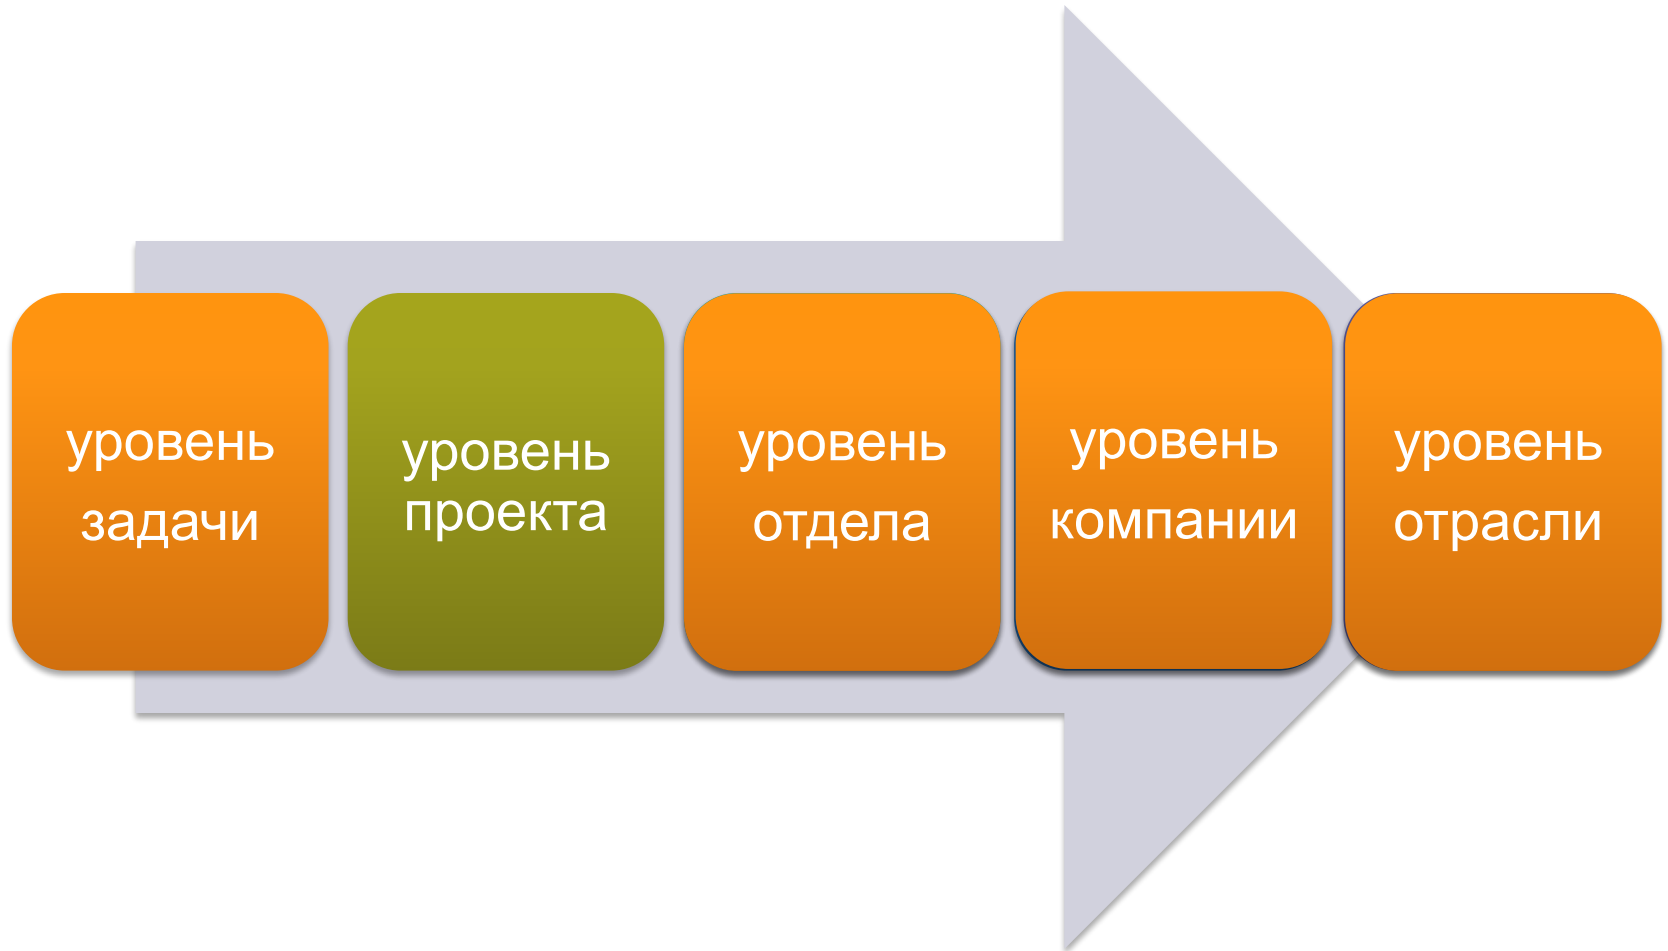 уровень
задачи
уровень
проекта
уровень
отдела
уровень
компании
уровень
отрасли